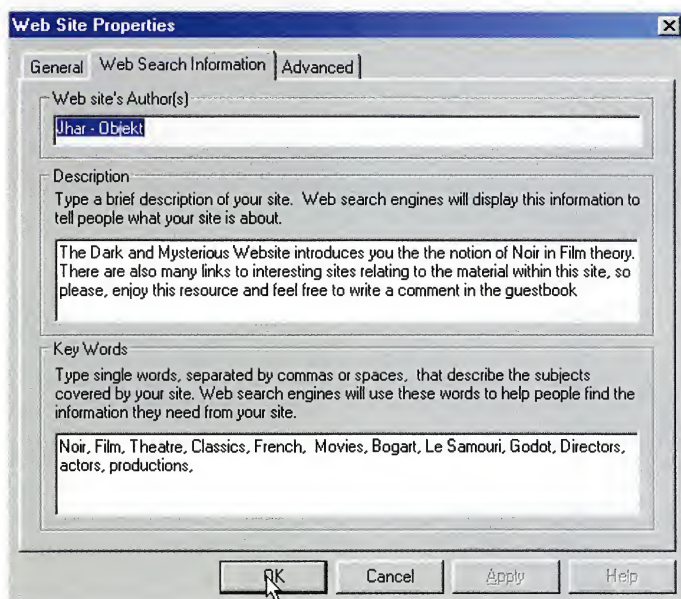 Web Site Properties
General
Web Search Information
Advanced
Web site's Author(s)
Jhar - Objekt
Description
Type a brief description of your site. Web search engines will display this information to
tell people what your site is about.
The Dark and Mysterious Website introduces you the the notion of Noir in Film theory.
There are also many links to interesting sites relating to the material within this site, so
please, enjoy this resource and feel free to write a comment in the guestbook
Key Words
Type single words, separated by commas or spaces, that describe the subjects
covered by your site. Web search engines will use these words to help people find the
information they need from your site.
Noir, Film, Theatre, Classics, French, Movies, Bogart, Le Samouri, Godot, Directors,
actors, productions,
OK
Cancel
Apply
Help